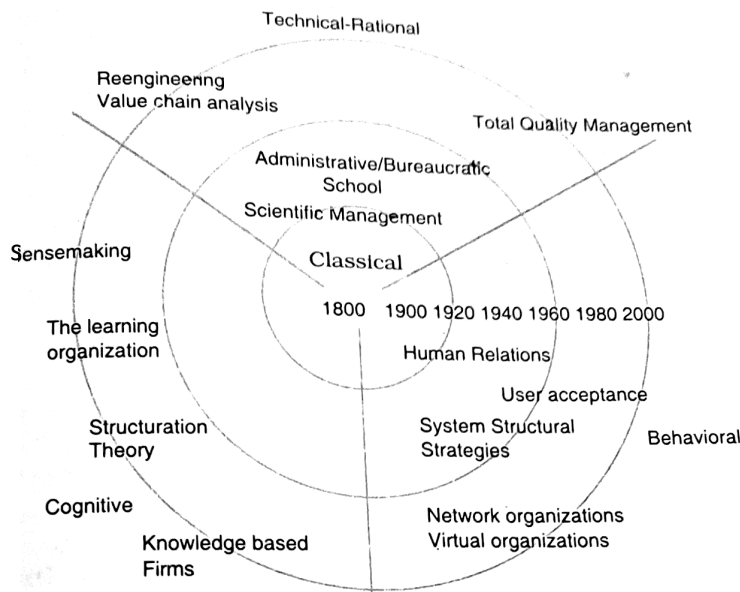 Technical-Rational
Reengineering
Value chain analysis
Total Quality Management
Administrative/Bureaucratic
School
Scientific Management
Classical
Sensemaking
1800 1900 1920 1940 1960 1980 2000
The learning
organization
Human Relations
User acceptance
Structuration
Theory
System Structural
Strategies
Behavioral
Cognitive
Network organizations
Virtual organizations
Knowledge based
Firms